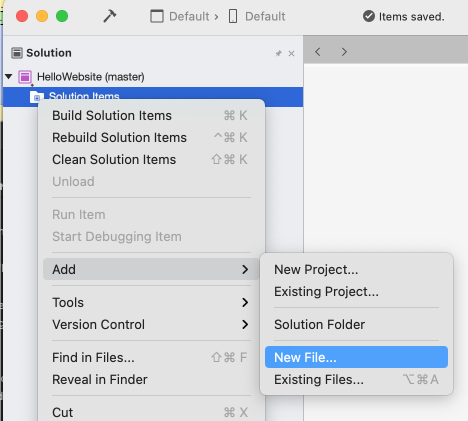 Default › Default Items saved.
Solution
HelloWebsite (master)
Solution Items
Build Solution Items ⌘ K
Rebuild Solution Items ^⌘ K
Clean Solution Items ⇧⌘ K
Unload
Run Item
Start Debugging Item
Add
New Project...
Existing Project...
Tools
Solution Folder
Version Control
New File...
Find in Files... ⇧⌘ F
Existing Files... ⌥⌘A
Reveal in Finder
Cut ⌘ X